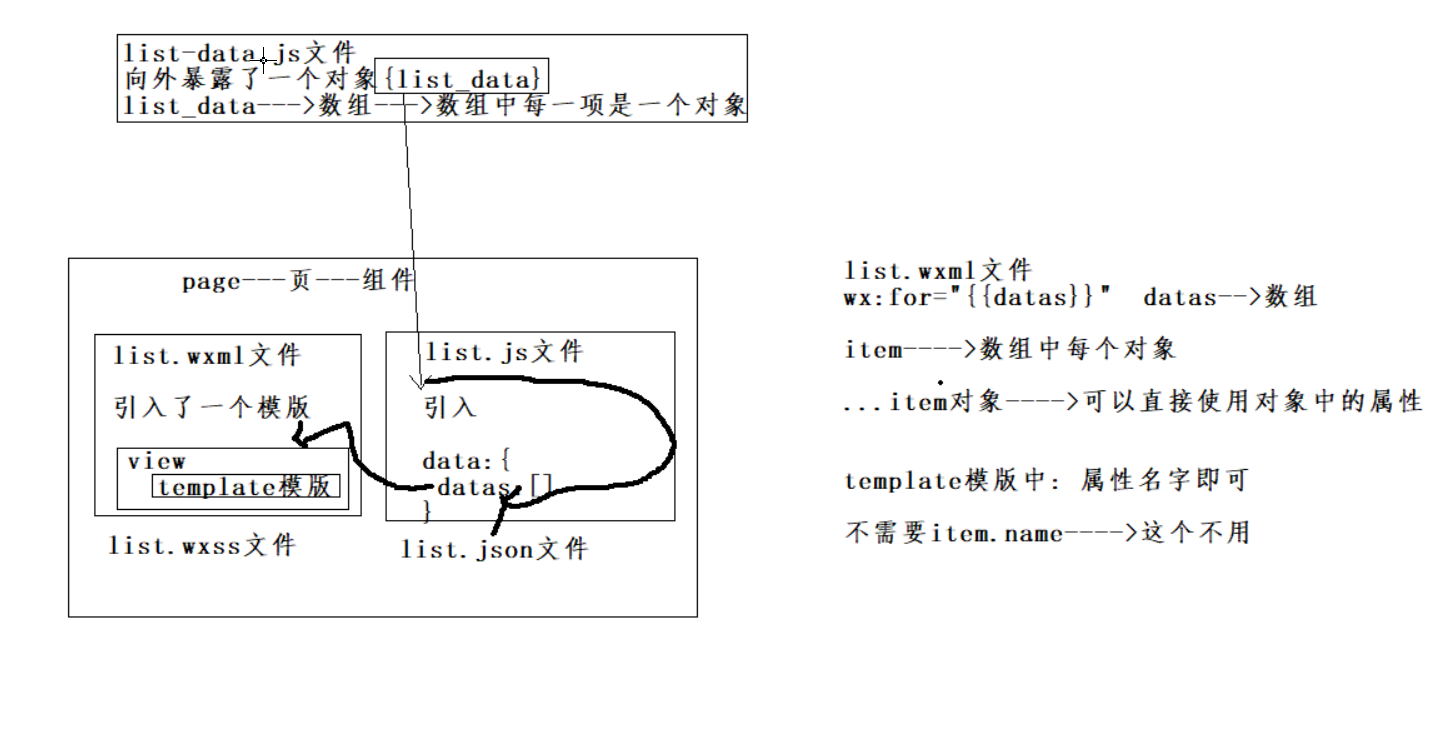 list-data.js文件
向外暴露了一个对象{list_data}
list_data--->数组--->数组中每一项是一个对象
page---页---组件
list.wxml文件
引入了一个模版
view
template模版
list.wxss文件
list.js文件
引入
data:{
datas:[]
}
list.json文件
list.wxml文件
wx:for="{{datas}}" datas-->数组
item---->数组中每个对象
...item对象---->可以直接使用对象中的属性
template模版中: 属性名字即可
不需要item.name---->这个不用